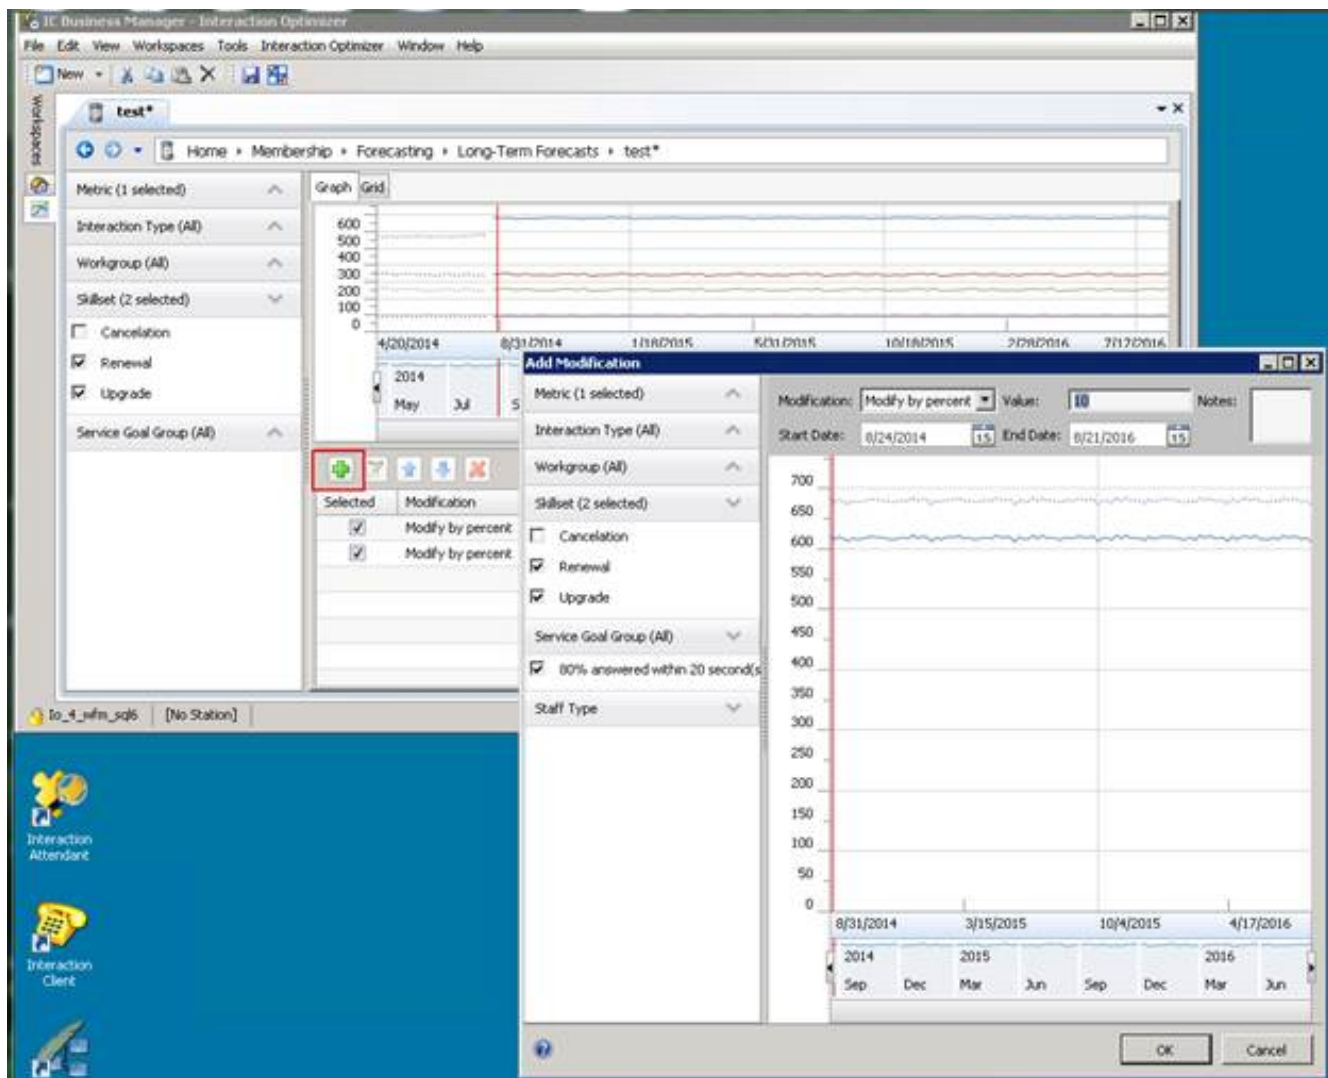 IC Business Manager - Interaction Optimizer
File Edit View Workspaces Tools Interaction Optimizer Window Help
New
Workspaces
test*
Home Membership Forecasting Long-Term Forecasts test*
Metric (1 selected)
Interaction Type (All)
Workgroup (All)
Skillset (2 selected)
Cancelation
Renewal
Upgrade
Service Goal Group (All)
Graph Grid
600
500
400
300
200
100
0
4/20/2014 8/31/2014 1/18/2015 5/31/2015 10/18/2015 2/28/2016 7/17/2016
2014
May Jul S
Selected Modification
Modify by percent
Modify by percent
Io_4_wfm_sql6 [No Station]
Add Modification
Metric (1 selected)
Interaction Type (All)
Workgroup (All)
Skillset (2 selected)
Cancelation
Renewal
Upgrade
Service Goal Group (All)
80% answered within 20 second(s
Staff Type
Modification: Modify by percent Value: 10 Notes:
Start Date: 8/24/2014 15 End Date: 8/21/2016 15
700
650
600
550
500
450
400
350
300
250
200
150
100
50
0
8/31/2014 3/15/2015 10/4/2015 4/17/2016
2014 2015 2016
Sep Dec Mar Jun Sep Dec Mar Jun
OK Cancel
Interaction
Attendant
Interaction
Client